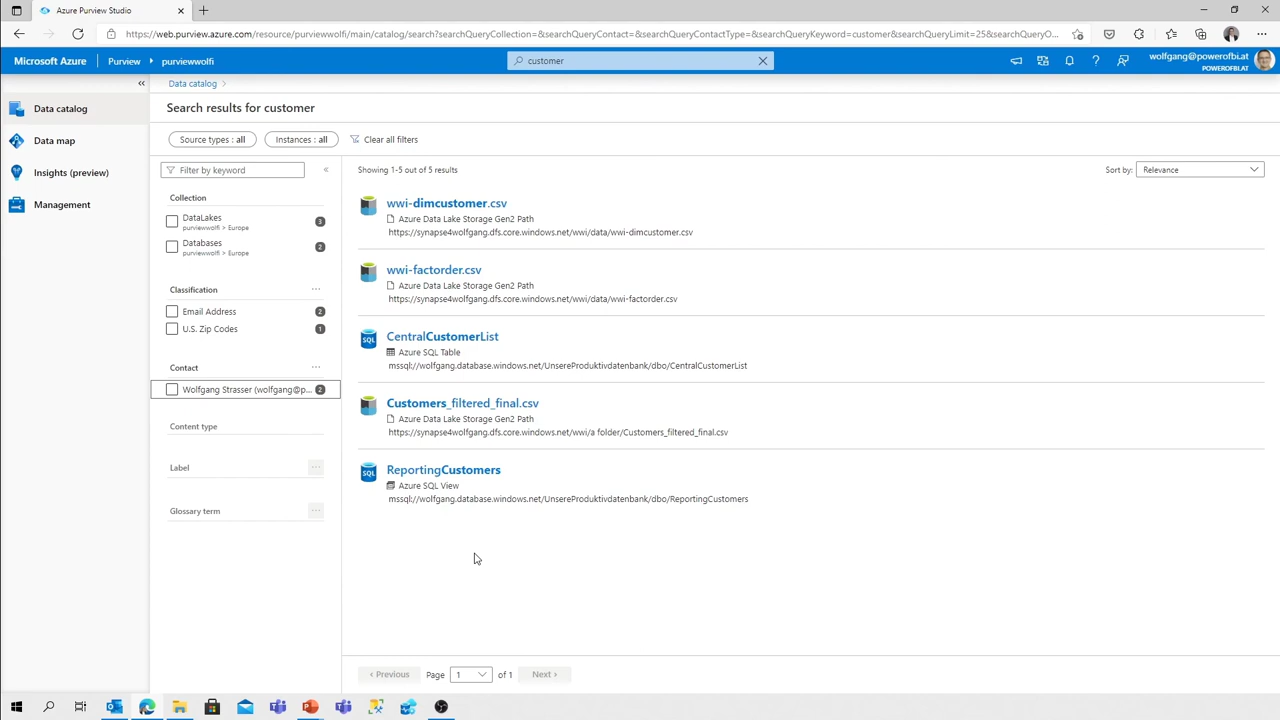 Azure Purview Studio
https://web.purview.azure.com/resource/purviewwolfi/main/catalog/search?searchQueryCollection=&searchQueryContact=&searchQueryContactType=&searchQueryKeyword=customer&searchQueryLimit=25&searchQueryO...
Microsoft Azure Purview purviewwolfi customer wolfgang@powerofbi.at
POWEROFBI.AT
Data catalog
Data map
Insights (preview)
Management
Data catalog
Search results for customer
Source types : all Instances : all Clear all filters
Filter by keyword
Collection
DataLakes 3
purviewwolfi > Europe
Databases 2
purviewwolfi > Europe
Classification
Email Address 2
U.S. Zip Codes 1
Contact
Wolfgang Strasser (wolfgang@p... 2
Content type
Label
Glossary term
Showing 1-5 out of 5 results Sort by: Relevance
wwi-dimcustomer.csv
Azure Data Lake Storage Gen2 Path
https://synapse4wolfgang.dfs.core.windows.net/wwi/data/wwi-dimcustomer.csv
wwi-factorder.csv
Azure Data Lake Storage Gen2 Path
https://synapse4wolfgang.dfs.core.windows.net/wwi/data/wwi-factorder.csv
SQL CentralCustomerList
Azure SQL Table
mssql://wolfgang.database.windows.net/UnsereProduktivdatenbank/dbo/CentralCustomerList
Customers_filtered_final.csv
Azure Data Lake Storage Gen2 Path
https://synapse4wolfgang.dfs.core.windows.net/wwi/a folder/Customers_filtered_final.csv
SQL ReportingCustomers
Azure SQL View
mssql://wolfgang.database.windows.net/UnsereProduktivdatenbank/dbo/ReportingCustomers
‹ Previous Page 1 of 1 Next ›